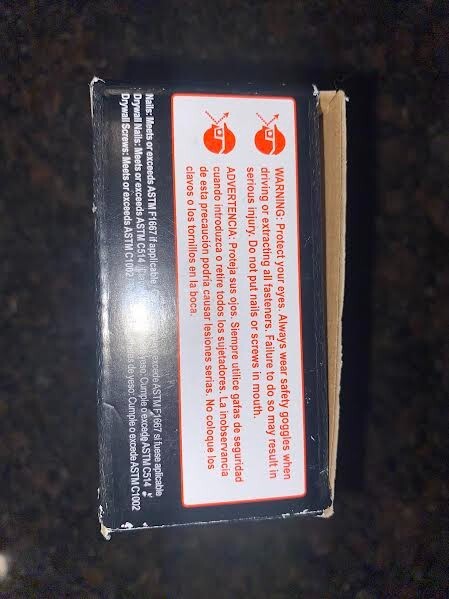 WARNING: Protect your eyes. Always wear safety goggles when
driving or extracting all fasteners. Failure to do so may result in
serious injury. Do not put nails or screws in mouth.
ADVERTENCIA: Proteja sus ojos. Siempre utilice gafas de seguridad
cuando introduzca o retire todos los sujetadores. La inobservancia
de esta precaución podría causar lesiones serias. No coloque los
clavos o los tornillos en la boca.
Nails: Meets or exceeds ASTM F1667 if applicable
Drywall Nails: Meets or exceeds ASTM C514
Drywall Screws: Meets or exceeds ASTM C1002
excede ASTM F1667 si fuese aplicable
yeso: Cumple o excede ASTM C514 y
de yeso: Cumple o excede ASTM C1002